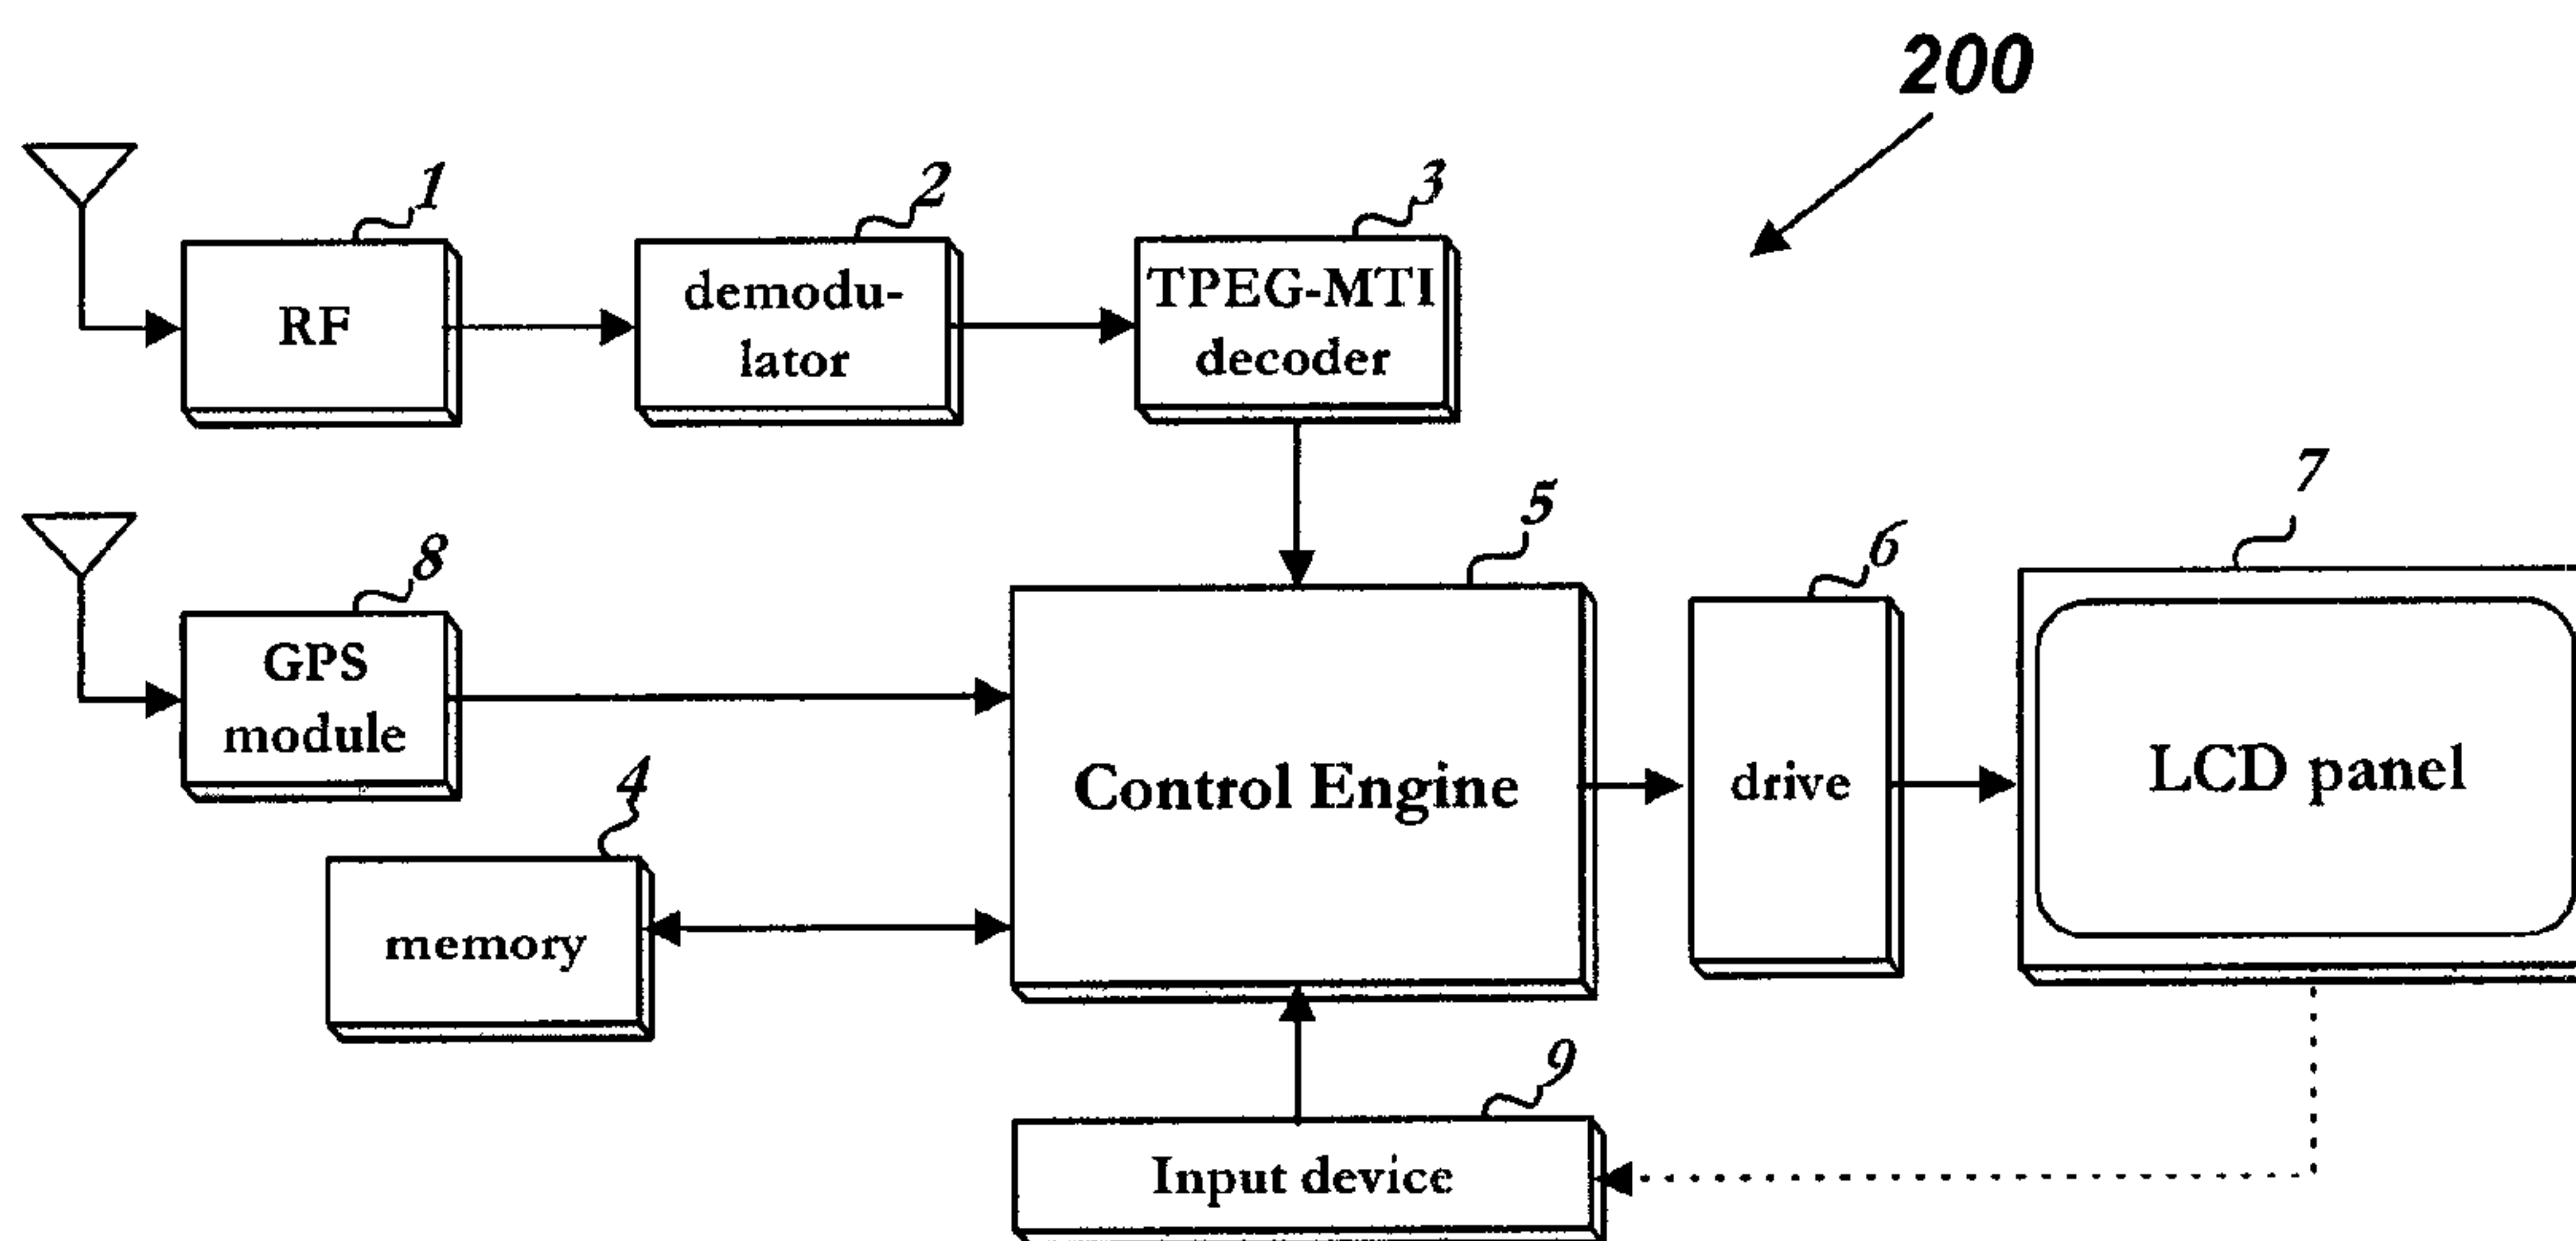 200
1
2
3
RF
demodu-
lator
TPEG-MTI
decoder
8
5
6
7
GPS
module
4
memory
Control Engine
drive
LCD panel
9
Input device